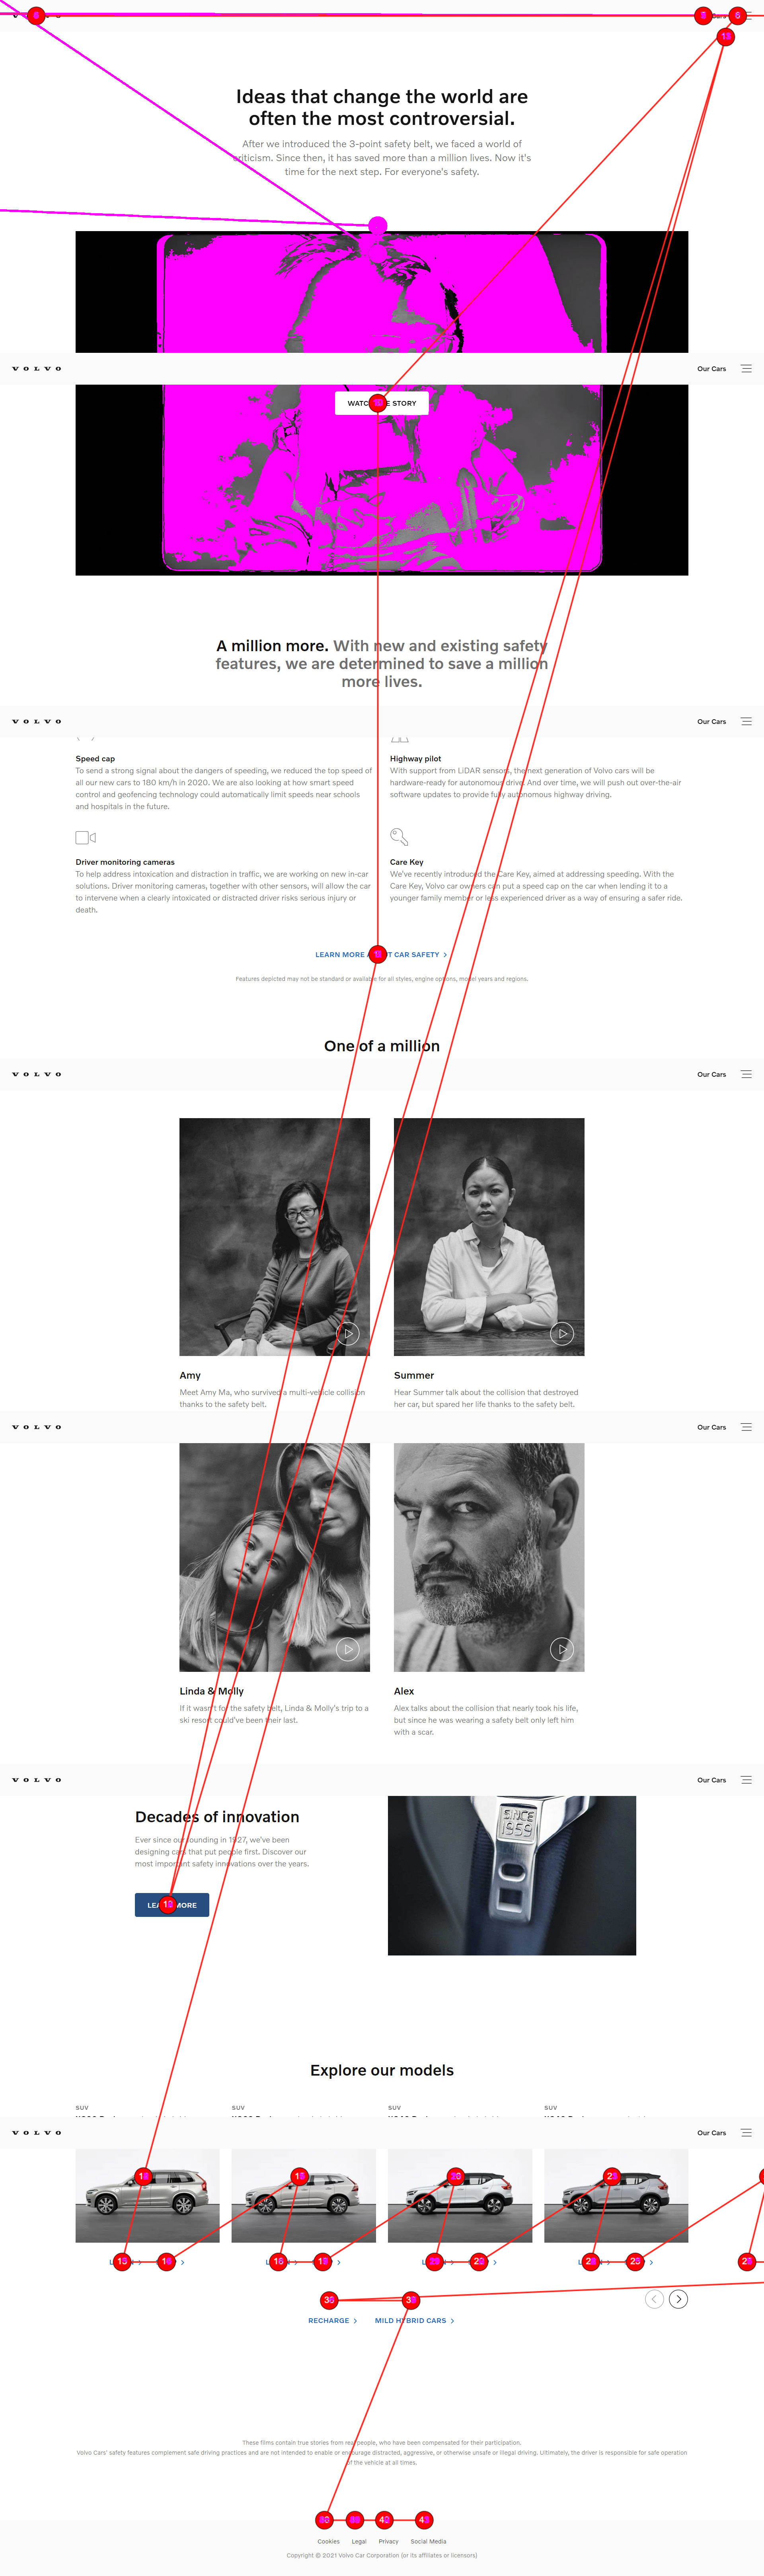 Ideas that change the world are
often the most controversial.
After we introduced the 3-point safety belt, we faced a world of
criticism. Since then, it has saved more than a million lives. Now it's
time for the next step. For everyone's safety.
VOLVO
Our Cars
STORY
A million more. With new and existing safety
features, we are determined to save a million
more lives.
VOLVO
Our Cars
Speed cap
To send a strong signal about the dangers of speeding, we reduced the top speed of
all our new cars to 180 km/h in 2020. We are also looking at how smart speed
control and geofencing technology could automatically limit speeds near schools
and hospitals in the future.
Highway pilot
With support from LiDAR sensors, the next generation of Volvo cars will be
hardware-ready for autonomous drive. And over time, we will push out over-the-air
software updates to provide fully autonomous highway driving.
Driver monitoring cameras
To help address intoxication and distraction in traffic, we are working on new in-car
solutions. Driver monitoring cameras, together with other sensors, will allow the car
to intervene when a clearly intoxicated or distracted driver risks serious injury or
death.
Care Key
We've recently introduced the Care Key, aimed at addressing speeding. With the
Care Key, Volvo car owners can put a speed cap on the car when lending it to a
younger family member or less experienced driver as a way of ensuring a safer ride.
LEARN MORE CAR SAFETY
Features depicted may not be standard or available for all styles, engine options, model years and regions.
One of a million
VOLVO
Our Cars
Amy
Meet Amy Ma, who survived a multi-vehicle collision
thanks to the safety belt.
Summer
Hear Summer talk about the collision that destroyed
her car, but spared her life thanks to the safety belt.
VOLVO
Our Cars
Linda & Molly
If it wasn't for the safety belt, Linda & Molly's trip to a
ski resort could've been their last.
Alex
Alex talks about the collision that nearly took his life,
but since he was wearing a safety belt only left him
with a scar.
VOLVO
Our Cars
Decades of innovation
Ever since our founding in 1927, we've been
designing cars that put people first. Discover our
most important safety innovations over the years.
MORE
SINCE
1959
Explore our models
SUV
SUV
SUV
SUV
VOLVO
Our Cars
RECHARGE
MILD HYBRID CARS
These films contain true stories from real people, who have been compensated for their participation.
Volvo Cars' safety features complement safe driving practices and are not intended to enable or encourage distracted, aggressive, or otherwise unsafe or illegal driving. Ultimately, the driver is responsible for safe operation
of the vehicle at all times.
Cookies Legal Privacy Social Media
Copyright © 2021 Volvo Car Corporation (or its affiliates or licensors)